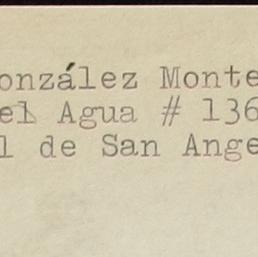 onzález Monte
el Agua # 136
l de San Ange